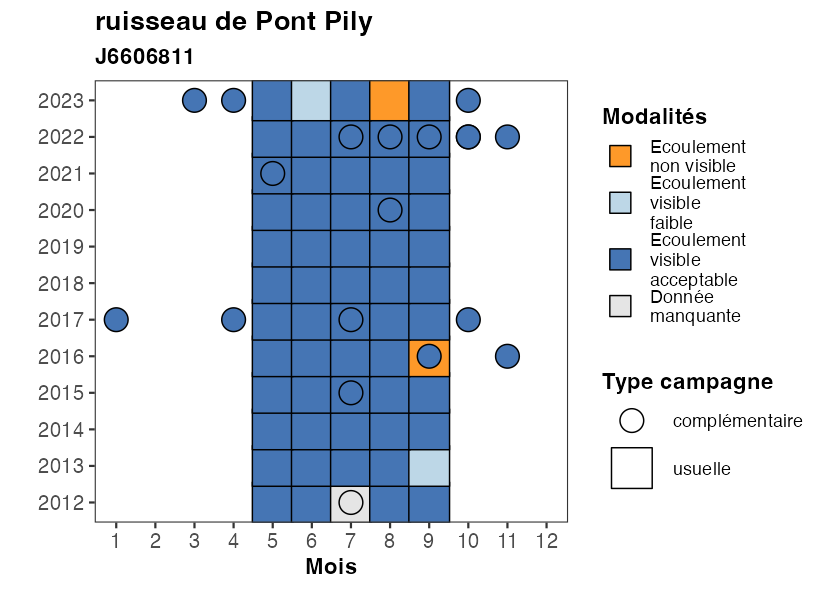 ruisseau de Pont Pily
J6606811
2023
2022
2021
2020
2019
2018
2017
2016
2015
2014
2013
2012
1 2 3 4 5 6 7 8 9 10 11 12
Mois
Modalités
Ecoulement
non visible
Ecoulement
visible
faible
Ecoulement
visible
acceptable
Donnée
manquante
Type campagne
complémentaire
usuelle